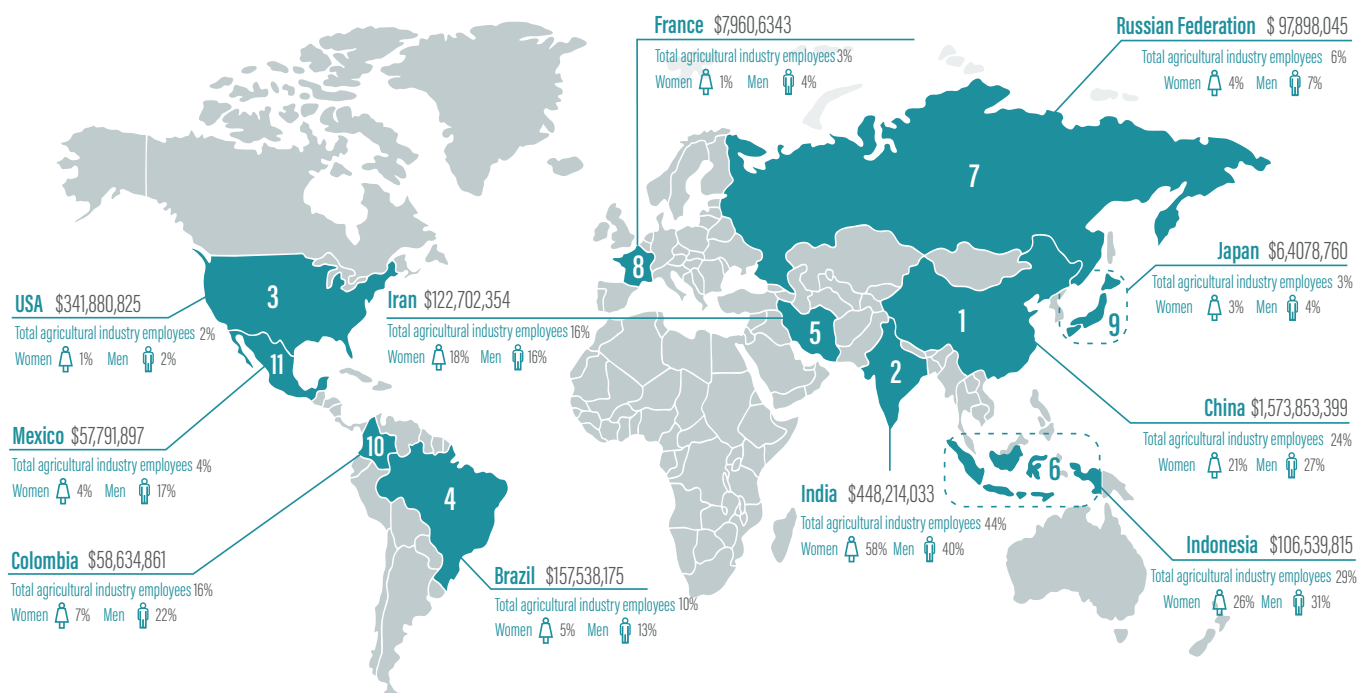 France $7,960,6343
Total agricultural industry employees 3%
Women 1% Men 4%
Russian Federation $ 97,898,045
Total agricultural industry employees 6%
Women 4% Men 7%
7
Japan $6,4078,760
Total agricultural industry employees 3%
Women 3% Men 4%
8
USA $341,880,825
Total agricultural industry employees 2%
Women 1% Men 2%
3
Iran $122,702,354
Total agricultural industry employees 16%
Women 18% Men 16%
5
1
9
11
2
Mexico $57,791,897
Total agricultural industry employees 4%
Women 4% Men 17%
China $1,573,853,399
Total agricultural industry employees 24%
Women 21% Men 27%
10
4
6
India $448,214,033
Total agricultural industry employees 44%
Women 58% Men 40%
Colombia $58,634,861
Total agricultural industry employees 16%
Women 7% Men 22%
Brazil $157,538,175
Total agricultural industry employees 10%
Women 5% Men 13%
Indonesia $106,539,815
Total agricultural industry employees 29%
Women 26% Men 31%